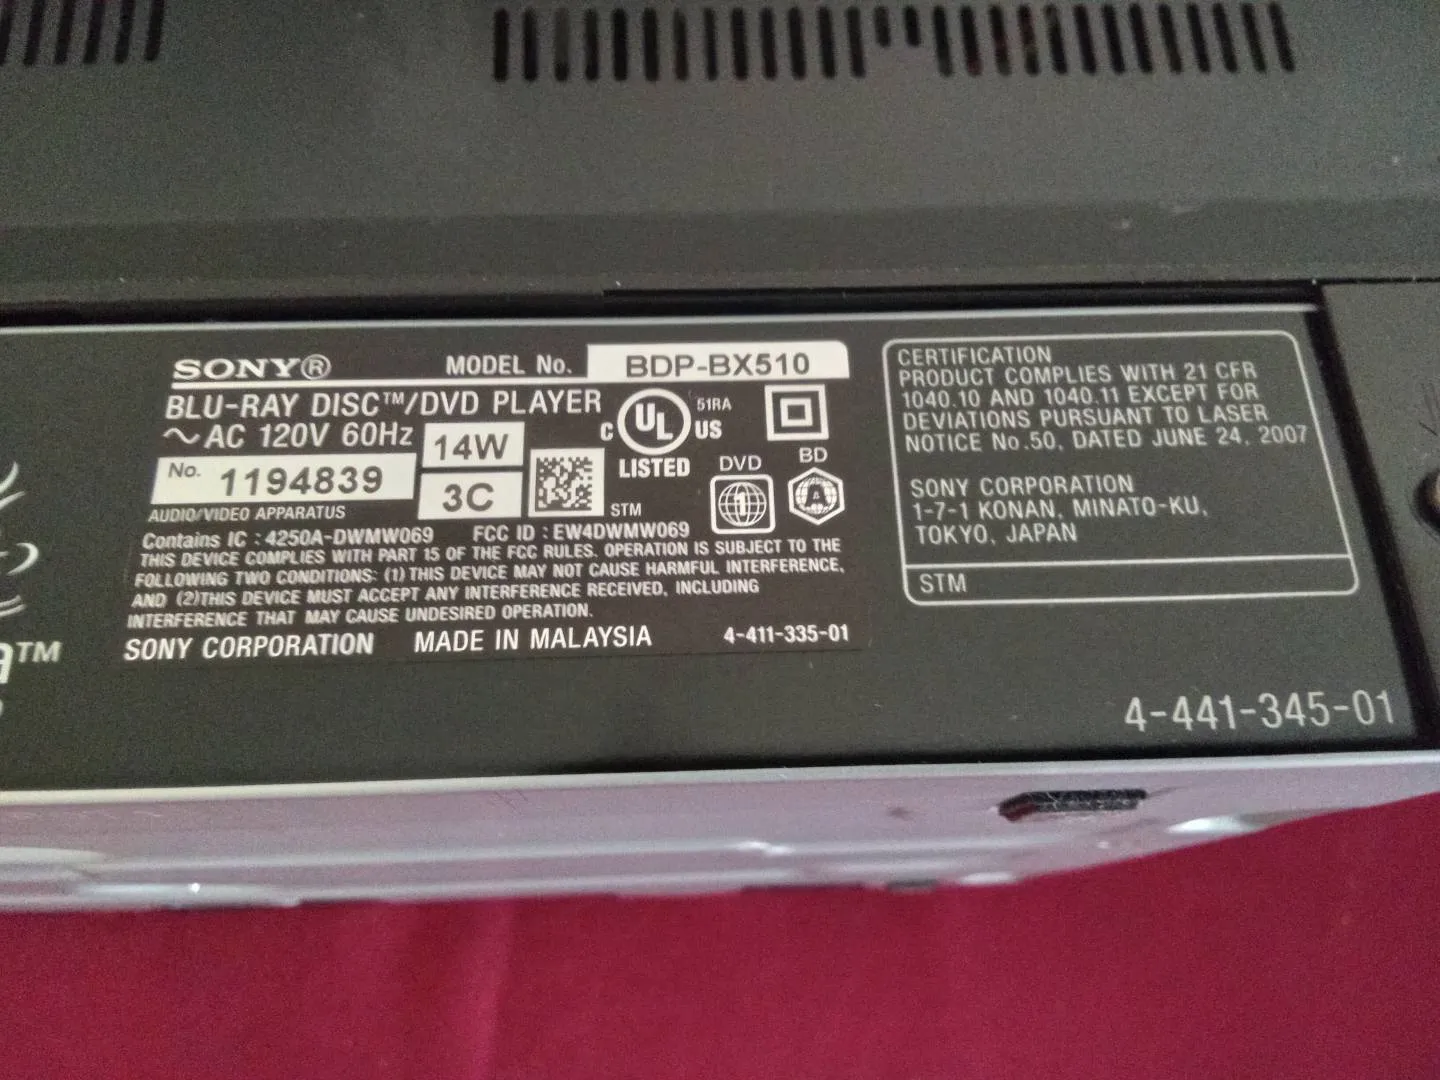 SONY® MODEL No. BDP-BX510
BLU-RAY DISC™/DVD PLAYER
～AC 120V 60Hz 14W
No. 1194839 3C
AUDIO/VIDEO APPARATUS
STM
C UL US 51RA
LISTED
DVD
1
BD
A
Contains IC : 4250A-DWMW069 FCC ID : EW4DWMW069
THIS DEVICE COMPLIES WITH PART 15 OF THE FCC RULES. OPERATION IS SUBJECT TO THE
FOLLOWING TWO CONDITIONS: (1) THIS DEVICE MAY NOT CAUSE HARMFUL INTERFERENCE,
AND (2)THIS DEVICE MUST ACCEPT ANY INTERFERENCE RECEIVED, INCLUDING
INTERFERENCE THAT MAY CAUSE UNDESIRED OPERATION.
SONY CORPORATION MADE IN MALAYSIA 4-411-335-01
CERTIFICATION
PRODUCT COMPLIES WITH 21 CFR
1040.10 AND 1040.11 EXCEPT FOR
DEVIATIONS PURSUANT TO LASER
NOTICE No.50, DATED JUNE 24, 2007
SONY CORPORATION
1-7-1 KONAN, MINATO-KU,
TOKYO, JAPAN
STM
4-441-345-01